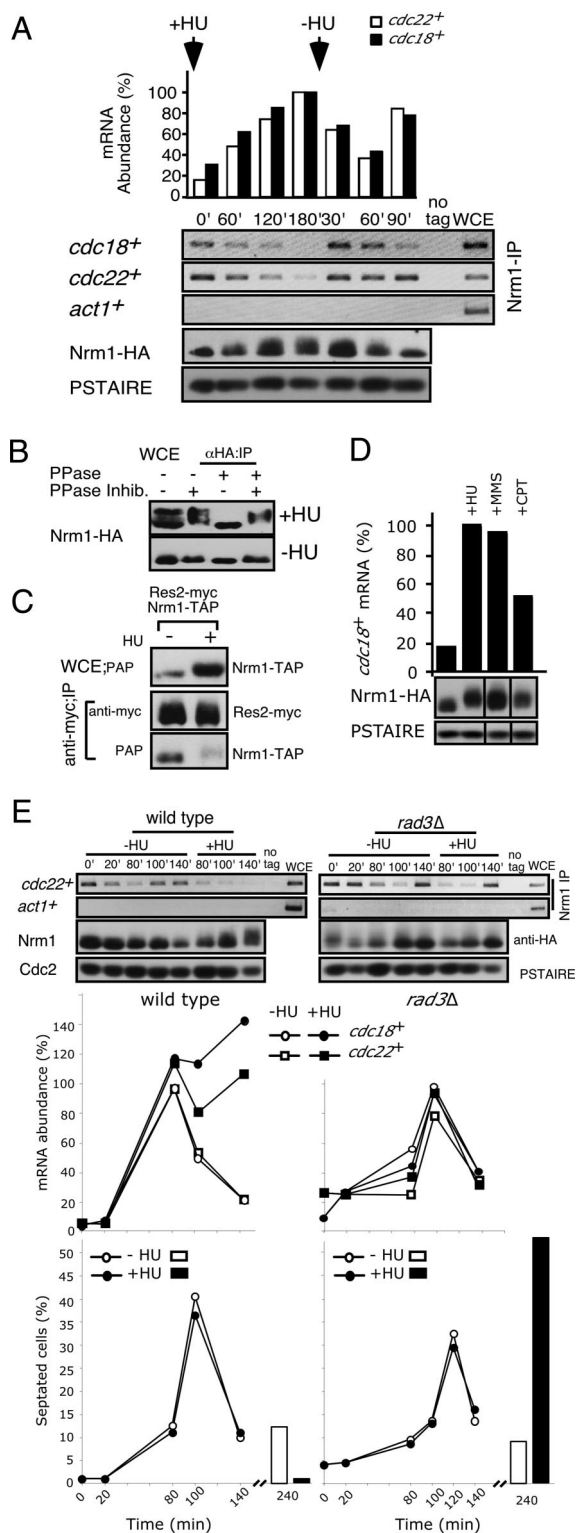 A
+HU
-HU
cdc22+
cdc18+
mRNA Abundance (%)
100
80
60
40
20
0
0' 60' 120' 180' 30' 60' 90' no tag WCE
cdc18+
cdc22+
act1+
Nrm1-IP
Nrm1-HA
PSTAIRE
B
WCE αHA:IP
PPase - - + +
PPase Inhib. - + - +
Nrm1-HA
+HU
-HU
C
Res2-myc
Nrm1-TAP
HU - +
WCE;PAP Nrm1-TAP
anti-myc;IP
anti-myc Res2-myc
PAP Nrm1-TAP
D
+HU
+MMS
+CPT
cdc18+ mRNA (%)
100
80
60
40
20
0
Nrm1-HA
PSTAIRE
E
wild type
-HU +HU
0' 20' 80' 100' 140' 80' 100' 140' no tag WCE
cdc22+
act1+
Nrm1
Cdc2
rad3Δ
-HU +HU
0' 20' 80' 100' 140' 80' 100' 140' no tag WCE
Nrm1 IP
anti-HA
PSTAIRE
wild type
rad3Δ
-HU +HU
cdc18+
cdc22+
mRNA abundance (%)
140
120
100
80
60
40
20
0
- HU
+HU
- HU
+HU
Septated cells (%)
50
45
40
35
30
25
20
15
10
5
0
0 20 80 100 140 240
Time (min)
0 20 80 100 120 140 240
Time (min)